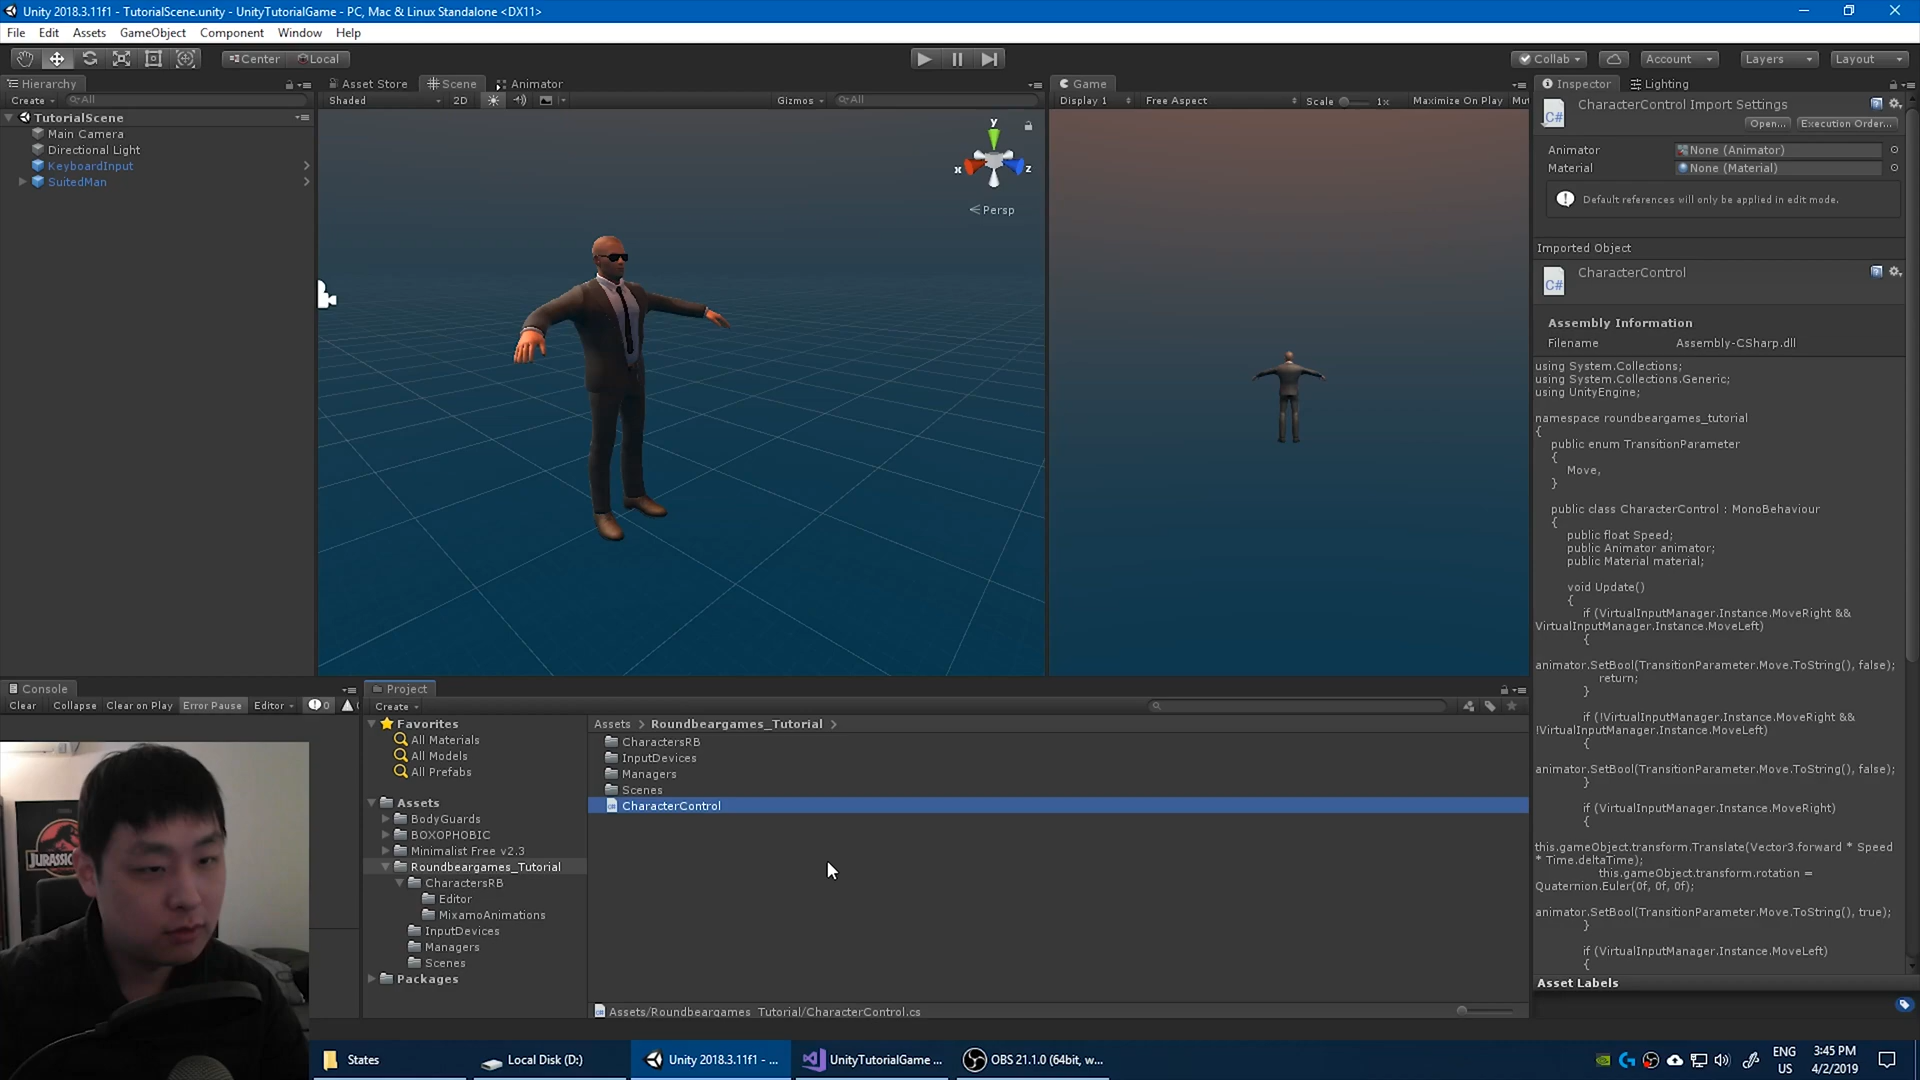 Unity 2018.3.11f1 - TutorialScene.unity - UnityTutorialGame - PC, Mac & Linux Standalone <DX11>
File Edit Assets GameObject Component Window Help
Center Local
Collab Account Layers Layout
Hierarchy
Create All
TutorialScene
Main Camera
Directional Light
KeyboardInput
SuitedMan
Asset Store Scene Animator
Shaded 2D Gizmos All
y
x
z
Persp
Game
Display 1 Free Aspect Scale 1x Maximize On Play Mut
Inspector Lighting
CharacterControl Import Settings
C#
Open... Execution Order...
Animator None (Animator)
Material None (Material)
Default references will only be applied in edit mode.
Imported Object
CharacterControl
C#
Assembly Information
Filename Assembly-CSharp.dll
using System.Collections;
using System.Collections.Generic;
using UnityEngine;
namespace roundbeargames_tutorial
{
public enum TransitionParameter
{
Move,
}
public class CharacterControl : MonoBehaviour
{
public float Speed;
public Animator animator;
public Material material;
void Update()
{
if (VirtualInputManager.Instance.MoveRight &&
VirtualInputManager.Instance.MoveLeft)
{
animator.SetBool(TransitionParameter.Move.ToString(), false);
return;
}
if (!VirtualInputManager.Instance.MoveRight &&
!VirtualInputManager.Instance.MoveLeft)
{
animator.SetBool(TransitionParameter.Move.ToString(), false);
}
if (VirtualInputManager.Instance.MoveRight)
{
this.gameObject.transform.Translate(Vector3.forward * Speed
* Time.deltaTime);
this.gameObject.transform.rotation =
Quaternion.Euler(0f, 0f, 0f);
animator.SetBool(TransitionParameter.Move.ToString(), true);
}
if (VirtualInputManager.Instance.MoveLeft)
{
Asset Labels
Console
Clear Collapse Clear on Play Error Pause Editor 0
JURASSIC
Project
Create
Favorites
All Materials
All Models
All Prefabs
Assets
BodyGuards
BOXOPHOBIC
Minimalist Free v2.3
Roundbeargames_Tutorial
CharactersRB
Editor
MixamoAnimations
InputDevices
Managers
Scenes
Packages
Assets Roundbeargames_Tutorial
CharactersRB
InputDevices
Managers
Scenes
CharacterControl
Assets/Roundbeargames_Tutorial/CharacterControl.cs
States Local Disk (D:) Unity 2018.3.11f1 - ... UnityTutorialGame ... OBS 21.1.0 (64bit, w...
ENG
US
3:45 PM
4/2/2019